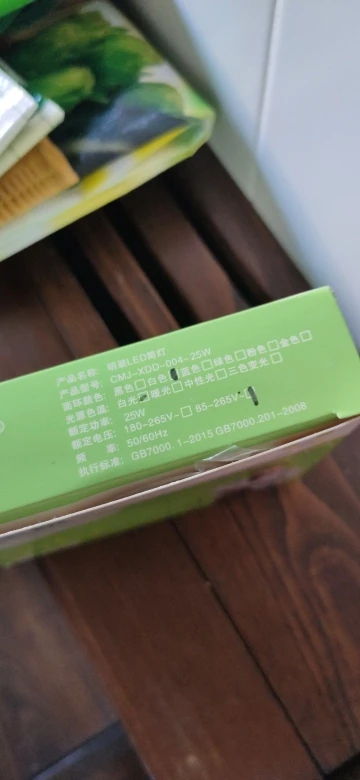 产品名称: 明装LED筒灯
产品型号: CMJ-XDD-004-25W
面环颜色: 黑色□白色□蓝色□绿色□粉色□金色□
光源色温: 白光□暖光□中性光□三色变光□
额定功率: 25W
额定电压: 180-265V~□ 85-265V~□
频 率: 50/60Hz
执行标准: GB7000.1-2015 GB7000.201-2008